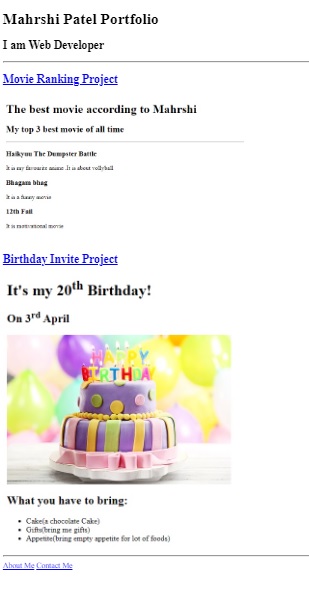 Mahrshi Patel Portfolio
I am Web Developer
Movie Ranking Project
The best movie according to Mahrshi
My top 3 best movie of all time
Haikyuu The Dumpster Battle
It is my favourite anime .It is about vollyball
Bhagam bhag
It is a funny movie
12th Fail
It is motivational movie
Birthday Invite Project
It's my 20th Birthday!
On 3rd April
HAPPY
BIRTHDAY
What you have to bring:
Cake(a chocolate Cake)
Gifts(bring me gifts)
Appetite(bring empty appetite for lot of foods)
About Me Contact Me